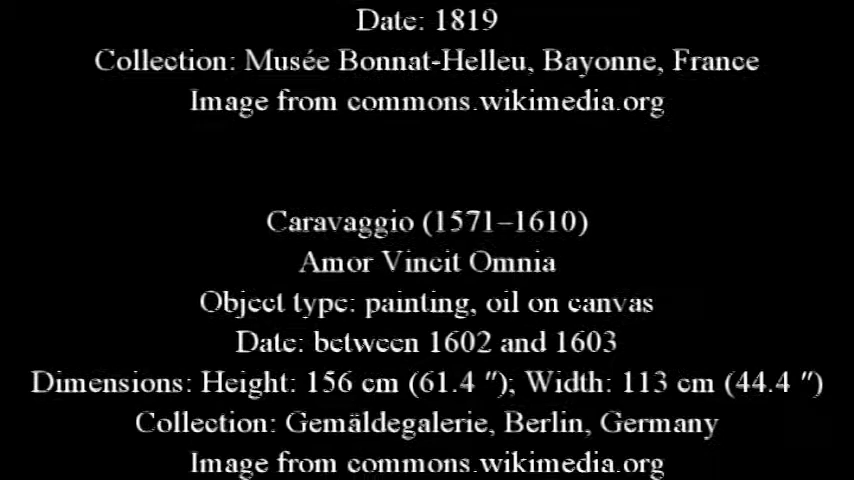 Date: 1819
Collection: Musée Bonnat-Helleu, Bayonne, France
Image from commons.wikimedia.org
Caravaggio (1571–1610)
Amor Vincit Omnia
Object type: painting, oil on canvas
Date: between 1602 and 1603
Dimensions: Height: 156 cm (61.4 ″); Width: 113 cm (44.4 ″)
Collection: Gemäldegalerie, Berlin, Germany
Image from commons.wikimedia.org